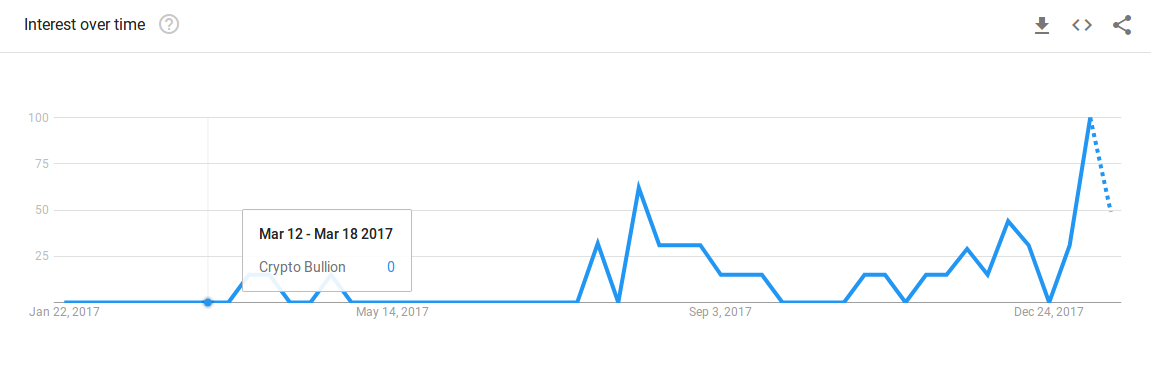 Interest over time
100
75
50
25
Mar 12 - Mar 18 2017
Crypto Bullion 0
Jan 22, 2017 May 14, 2017 Sep 3, 2017 Dec 24, 2017